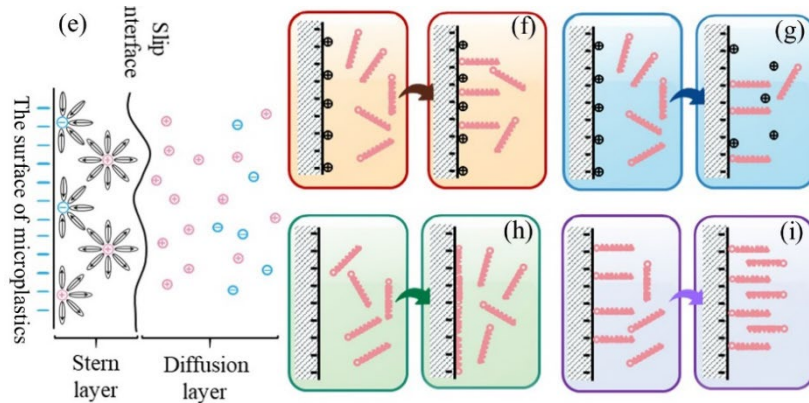 (e)
Slip
nterface
The surface of microplastics
Stern
layer
Diffusion
layer
(f)
(g)
(h)
(i)